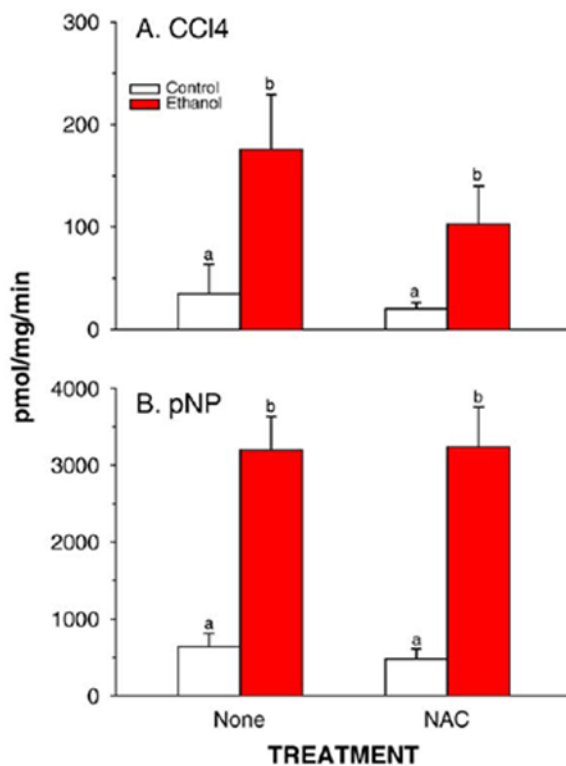 A. CCl4
Control
Ethanol
300
200
100
0
a
b
a
b
pmol/mg/min
B. pNP
4000
3000
2000
1000
0
a
b
a
b
None
NAC
TREATMENT